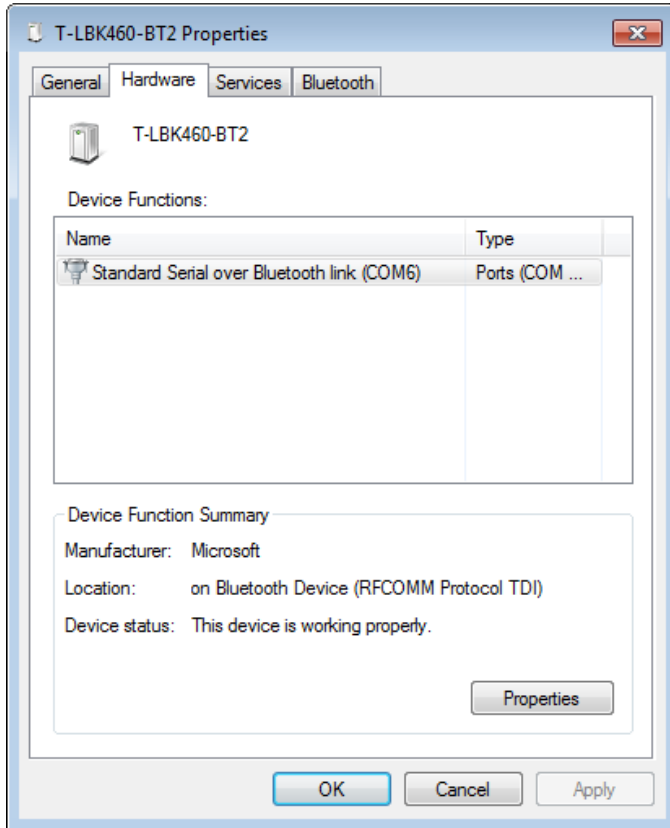 T-LBK460-BT2 Properties
General Hardware Services Bluetooth
T-LBK460-BT2
Device Functions:
Name Type
Standard Serial over Bluetooth link (COM6) Ports (COM ...
Device Function Summary
Manufacturer: Microsoft
Location: on Bluetooth Device (RFCOMM Protocol TDI)
Device status: This device is working properly.
Properties
OK Cancel Apply